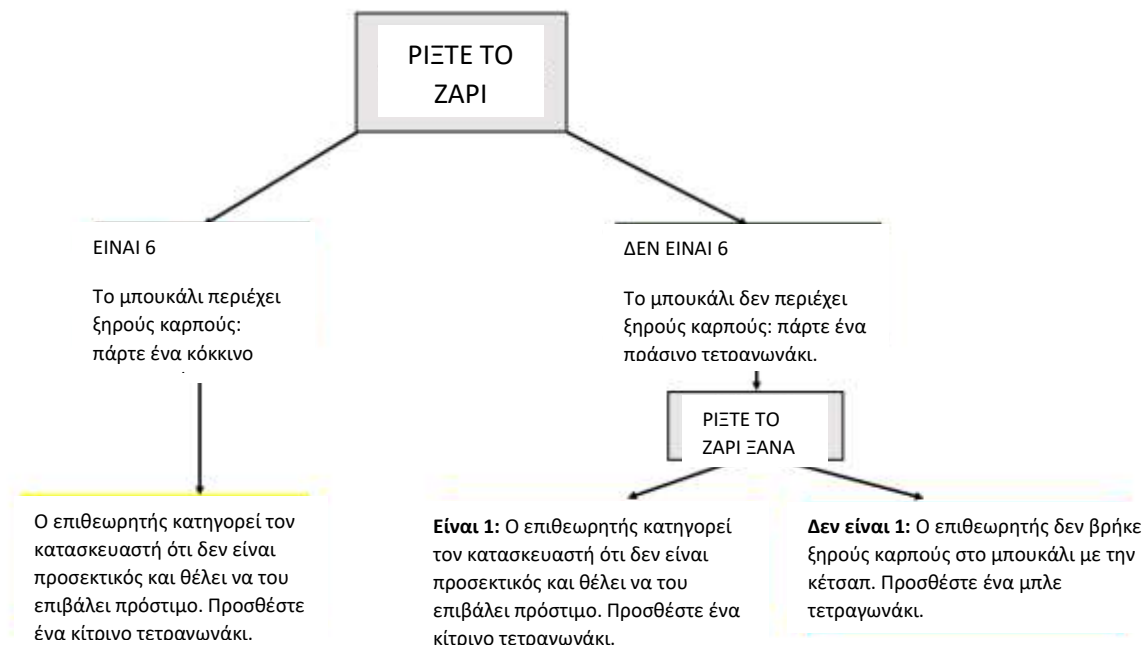 ΡΙΞΤΕ ΤΟ
ΖΑΡΙ
ΕΙΝΑΙ 6
Το μπουκάλι περιέχει
ξηρούς καρπούς:
πάρτε ένα κόκκινο
ΔΕΝ ΕΙΝΑΙ 6
Το μπουκάλι δεν περιέχει
ξηρούς καρπούς: πάρτε ένα
πράσινο τετραγωνάκι.
ΡΙΞΤΕ ΤΟ
ΖΑΡΙ ΞΑΝΑ
Ο επιθεωρητής κατηγορεί τον
κατασκευαστή ότι δεν είναι
προσεκτικός και θέλει να του
επιβάλει πρόστιμο. Προσθέστε
ένα κίτρινο τετραγωνάκι.
Είναι 1: Ο επιθεωρητής κατηγορεί
τον κατασκευαστή ότι δεν είναι
προσεκτικός και θέλει να του
επιβάλει πρόστιμο. Προσθέστε ένα
κίτρινο τετραγωνάκι.
Δεν είναι 1: Ο επιθεωρητής δεν βρήκε
ξηρούς καρπούς στο μπουκάλι με την
κέτσαπ. Προσθέστε ένα μπλε
τετραγωνάκι.